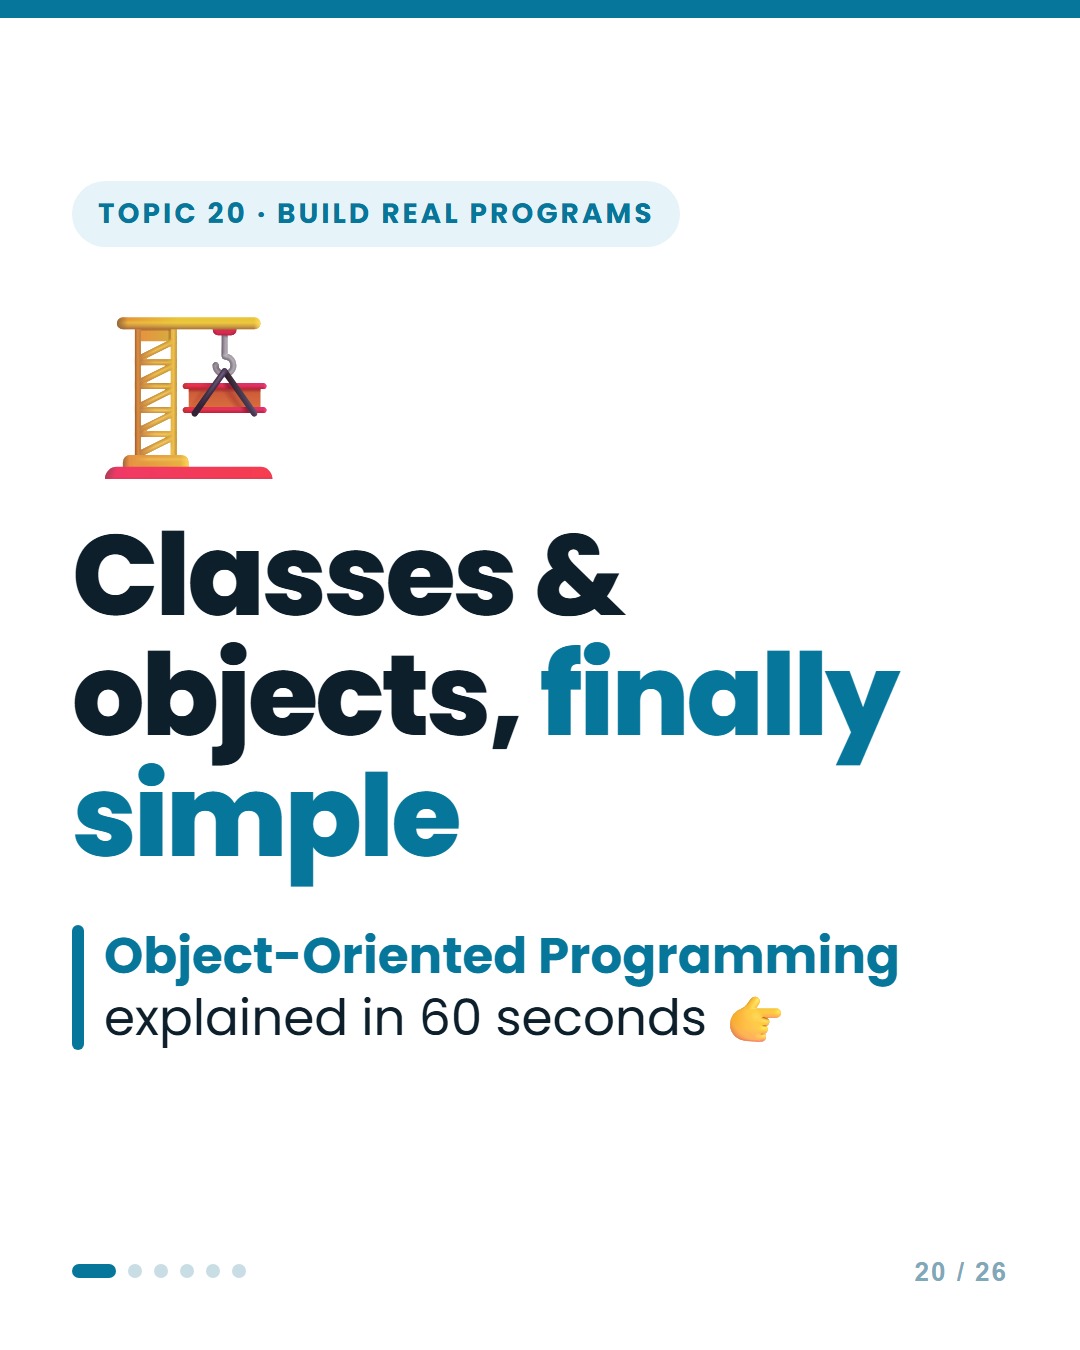 TOPIC 20 · BUILD REAL PROGRAMS
Classes &
objects, finally
simple
Object-Oriented Programming
explained in 60 seconds 👉
20 / 26